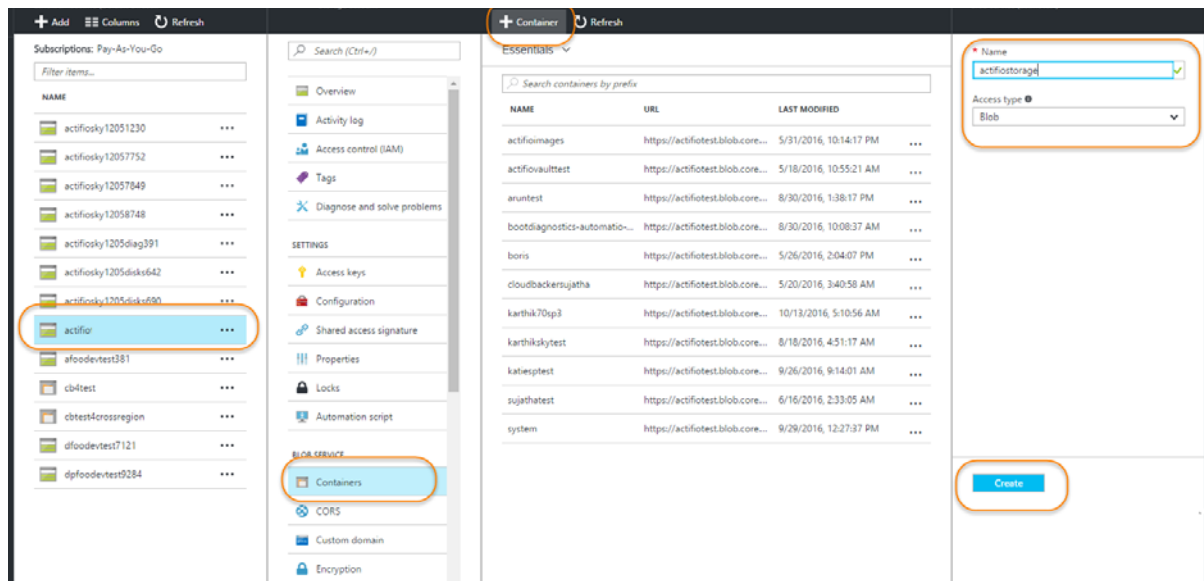 Add Columns Refresh
Subscriptions: Pay-As-You-Go
Filter items...
NAME
actifiosky12051230
actifiosky12057752
actifiosky12057849
actifiosky12058748
actifiosky1205diag391
actifiosky1205disks642
actifiosky1205disks690
actifio
afoodevtest381
cb4test
cbtest4crossregion
dfoodevtest7121
dpfoodevtest9284
Search (Ctrl+/)
Overview
Activity log
Access control (IAM)
Tags
Diagnose and solve problems
SETTINGS
Access keys
Configuration
Shared access signature
Properties
Locks
Automation script
BLOB SERVICE
Containers
CORS
Custom domain
Encryption
Container Refresh
Essentials
Search containers by prefix
NAME URL LAST MODIFIED
actifioimages https://actifiotest.blob.core... 5/31/2016, 10:14:17 PM
actifiovaulttest https://actifiotest.blob.core... 5/18/2016, 10:55:21 AM
aruntest https://actifiotest.blob.core... 8/30/2016, 1:38:17 PM
bootdiagnostics-automatio-... https://actifiotest.blob.core... 8/30/2016, 10:08:37 AM
boris https://actifiotest.blob.core... 5/26/2016, 2:04:07 PM
cloudbackersujatha https://actifiotest.blob.core... 5/20/2016, 3:40:58 AM
karthik70sp3 https://actifiotest.blob.core... 10/13/2016, 5:10:56 AM
karthikskytest https://actifiotest.blob.core... 8/18/2016, 4:51:17 AM
katiesptest https://actifiotest.blob.core... 9/26/2016, 9:14:01 AM
sujathatest https://actifiotest.blob.core... 6/16/2016, 2:33:05 AM
system https://actifiotest.blob.core... 9/29/2016, 12:27:37 PM
* Name
actifiostorage
Access type
Blob
Create